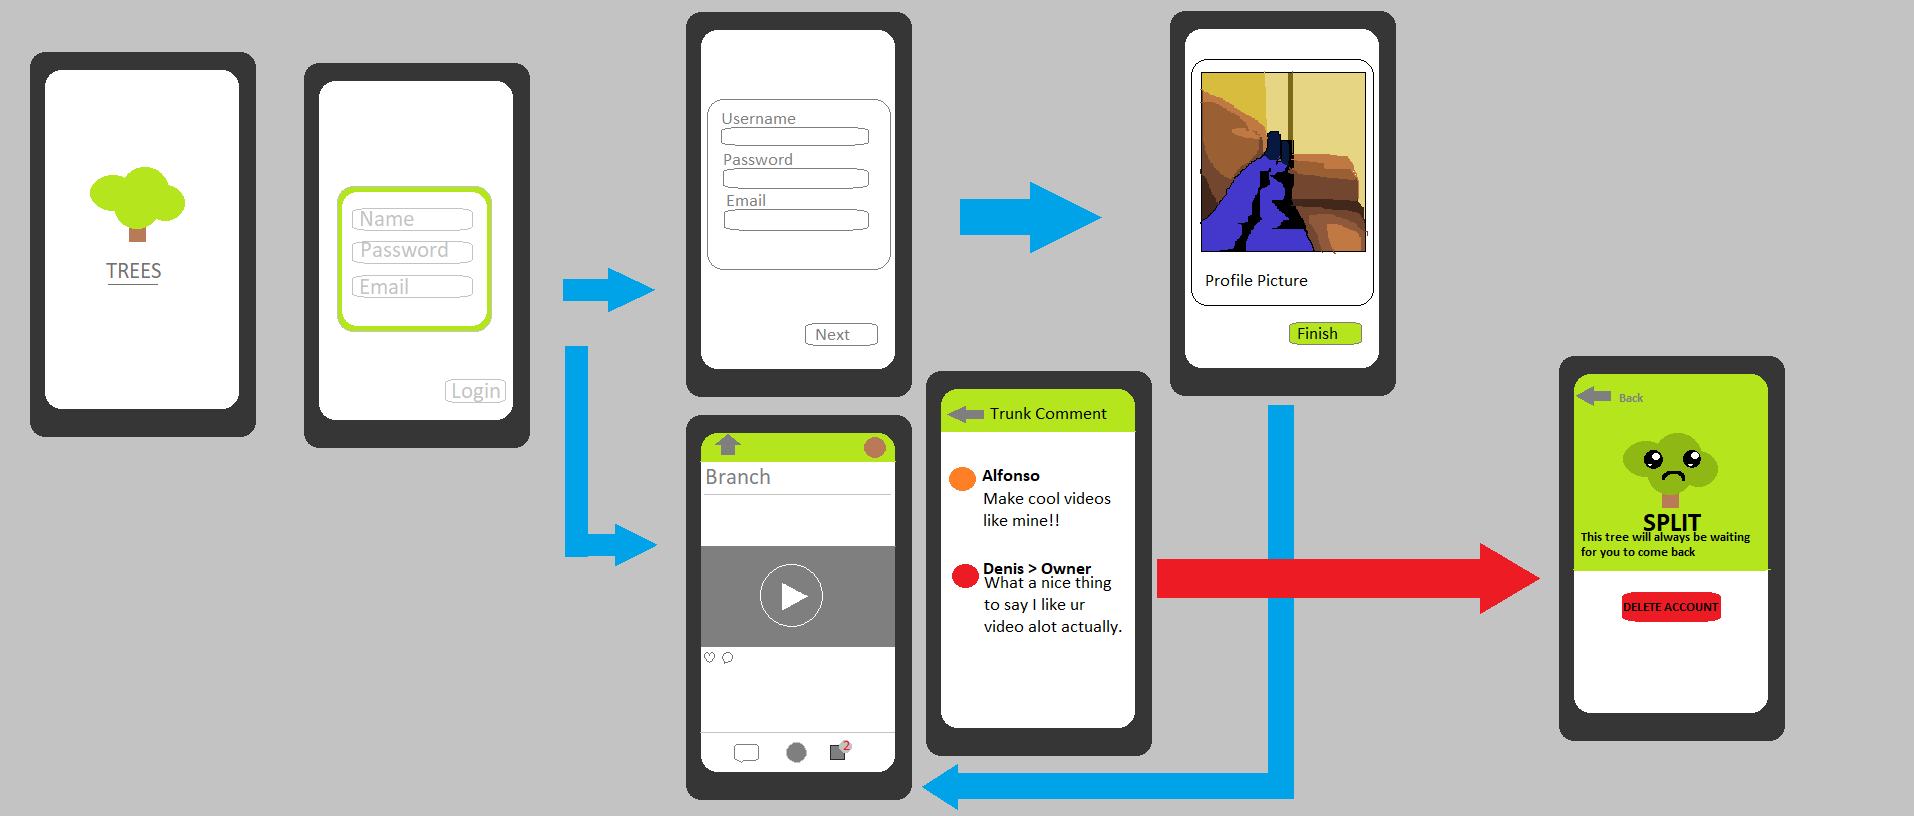 TREES
Name
Password
Email
Login
Username
Password
Email
Next
Profile Picture
Finish
Branch
2
Trunk Comment
Alfonso
Make cool videos
like mine!!
Denis > Owner
What a nice thing
to say I like ur
video alot actually.
Back
SPLIT
This tree will always be waiting
for you to come back
DELETE ACCOUNT